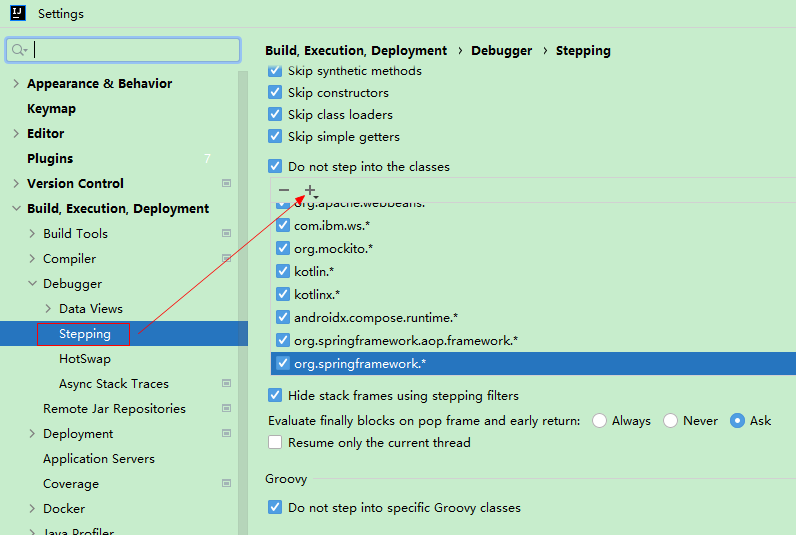 IJ Settings
Build, Execution, Deployment › Debugger › Stepping
Appearance & Behavior
Keymap
Editor
Plugins 7
Version Control
Build, Execution, Deployment
Build Tools
Compiler
Debugger
Data Views
Stepping
HotSwap
Async Stack Traces
Remote Jar Repositories
Deployment
Application Servers
Coverage
Docker
Java Profiler
Skip synthetic methods
Skip constructors
Skip class loaders
Skip simple getters
Do not step into the classes
org.apache.webbeans.*
com.ibm.ws.*
org.mockito.*
kotlin.*
kotlinx.*
androidx.compose.runtime.*
org.springframework.aop.framework.*
org.springframework.*
Hide stack frames using stepping filters
Evaluate finally blocks on pop frame and early return: Always Never Ask
Resume only the current thread
Groovy
Do not step into specific Groovy classes